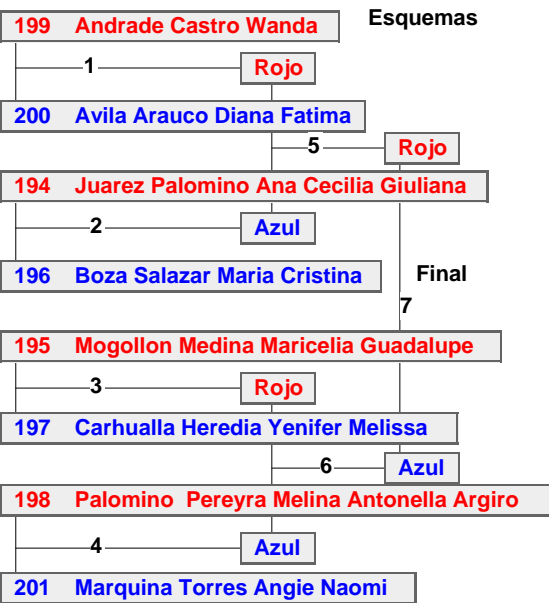 Esquemas
199 Andrade Castro Wanda
1 Rojo
200 Avila Arauco Diana Fatima
5 Rojo
194 Juarez Palomino Ana Cecilia Giuliana
2 Azul
196 Boza Salazar Maria Cristina
Final
7
195 Mogollon Medina Maricelia Guadalupe
3 Rojo
197 Carhualla Heredia Yenifer Melissa
6 Azul
198 Palomino Pereyra Melina Antonella Argiro
4 Azul
201 Marquina Torres Angie Naomi